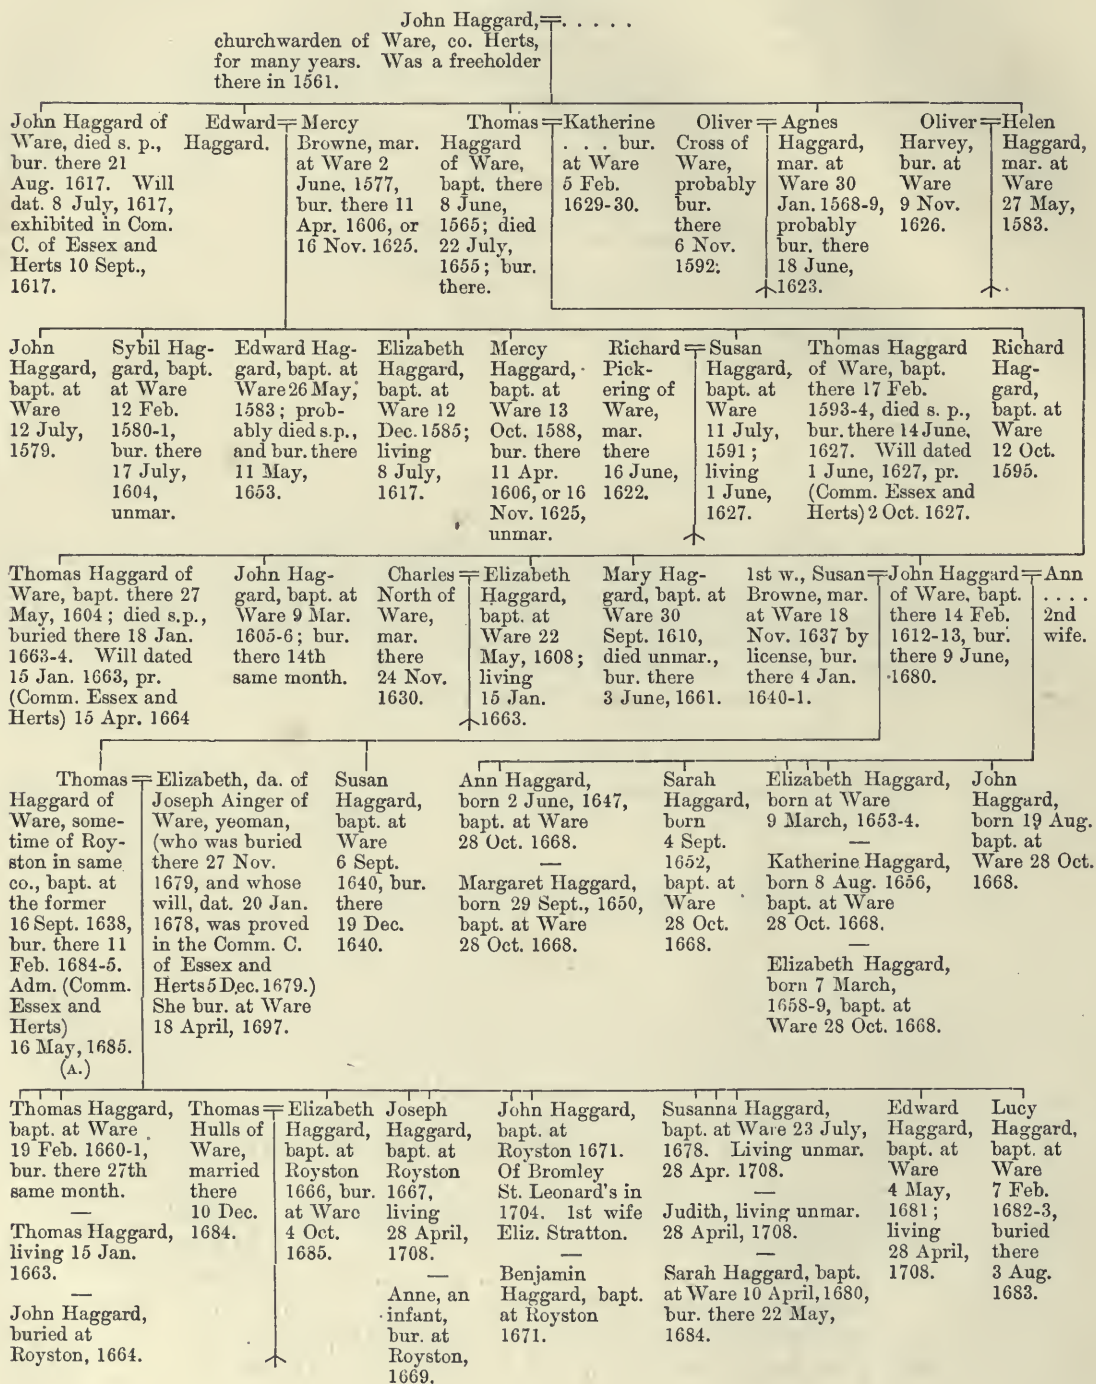 John Haggard, = . . . . .
churchwarden of Ware, co. Herts,
for many years. Was a freeholder
there in 1561.
John Haggard of
Ware, died s. p.,
bur. there 21
Aug. 1617. Will
dat. 8 July, 1617,
exhibited in Com.
C. of Essex and
Herts 10 Sept.,
1617.
Edward =
Haggard.
Mercy
Browne, mar.
at Ware 2
June, 1577,
bur. there 11
Apr. 1606, or
16 Nov. 1625.
Thomas =
Haggard
of Ware,
bapt. there
8 June,
1565; died
22 July,
1655; bur.
there.
Katherine
. . . bur.
at Ware
5 Feb.
1629-30.
Oliver =
Cross of
Ware,
probably
bur.
there
6 Nov.
1592.
Agnes
Haggard,
mar. at
Ware 30
Jan. 1568-9,
probably
bur. there
18 June,
1623.
Oliver =
Harvey,
bur. at
Ware
9 Nov.
1626.
Helen
Haggard,
mar. at
Ware
27 May,
1583.
John
Haggard,
bapt. at
Ware
12 July,
1579.
Sybil Hag-
gard, bapt.
at Ware
12 Feb.
1580-1,
bur. there
17 July,
1604,
unmar.
Edward Hag-
gard, bapt. at
Ware 26 May,
1583; prob-
ably died s.p.,
and bur. there
11 May,
1653.
Elizabeth
Haggard,
bapt. at
Ware 12
Dec. 1585;
living
8 July,
1617.
Mercy
Haggard,
bapt. at
Ware 13
Oct. 1588,
bur. there
11 Apr.
1606, or 16
Nov. 1625,
unmar.
Richard =
Pick-
ering of
Ware,
mar.
there
16 June,
1622.
Susan
Haggard,
bapt. at
Ware
11 July,
1591;
living
1 June,
1627.
Thomas Haggard
of Ware, bapt.
there 17 Feb.
1593-4, died s. p.,
bur. there 14 June,
1627. Will dated
1 June, 1627, pr.
(Comm. Essex and
Herts) 2 Oct. 1627.
Richard
Hag-
gard,
bapt. at
Ware
12 Oct.
1595.
Thomas Haggard of
Ware, bapt. there 27
May, 1604; died s.p.,
buried there 18 Jan.
1663-4. Will dated
15 Jan. 1663, pr.
(Comm. Essex and
Herts) 15 Apr. 1664
John Hag-
gard, bapt. at
Ware 9 Mar.
1605-6; bur.
there 14th
same month.
Charles =
North of
Ware,
mar.
there
24 Nov.
1630.
Elizabeth
Haggard,
bapt. at
Ware 22
May, 1608;
living
15 Jan.
1663.
Mary Hag-
gard, bapt. at
Ware 30
Sept. 1610,
died unmar.,
bur. there
3 June, 1661.
1st w., Susan =
Browne, mar.
at Ware 18
Nov. 1637 by
license, bur.
there 4 Jan.
1640-1.
John Haggard =
of Ware, bapt.
there 14 Feb.
1612-13, bur.
there 9 June,
1680.
Ann
. . . .
2nd
wife.
Thomas =
Haggard of
Ware, some-
time of Roy-
ston in same
co., bapt. at
the former
16 Sept. 1638,
bur. there 11
Feb. 1684-5.
Adm. (Comm.
Essex and
Herts)
16 May, 1685.
(A.)
Elizabeth, da. of
Joseph Ainger of
Ware, yeoman,
(who was buried
there 27 Nov.
1679, and whose
will, dat. 20 Jan.
1678, was proved
in the Comm. C.
of Essex and
Herts 5 Dec. 1679.)
She bur. at Ware
18 April, 1697.
Susan
Haggard,
bapt. at
Ware
6 Sept.
1640, bur.
there
19 Dec.
1640.
Ann Haggard,
born 2 June, 1647,
bapt. at Ware
28 Oct. 1668.
—
Margaret Haggard,
born 29 Sept., 1650,
bapt. at Ware
28 Oct. 1668.
Sarah
Haggard,
born
4 Sept.
1652,
bapt. at
Ware
28 Oct.
1668.
Elizabeth Haggard,
born at Ware
9 March, 1653-4.
—
Katherine Haggard,
born 8 Aug. 1656,
bapt. at Ware
28 Oct. 1668.
—
Elizabeth Haggard,
born 7 March,
1658-9, bapt. at
Ware 28 Oct. 1668.
John
Haggard,
born 19 Aug.
bapt. at
Ware 28 Oct.
1668.
Thomas Haggard,
bapt. at Ware
19 Feb. 1660-1,
bur. there 27th
same month.
—
Thomas Haggard,
living 15 Jan.
1663.
—
John Haggard,
buried at
Royston, 1664.
Thomas =
Hulls of
Ware,
married
there
10 Dec.
1684.
Elizabeth
Haggard,
bapt. at
Royston
1666, bur.
at Ware
4 Oct.
1685.
Joseph
Haggard,
bapt. at
Royston
1667,
living
28 April,
1708.
—
Anne, an
infant,
bur. at
Royston,
1669.
John Haggard,
bapt. at
Royston 1671.
Of Bromley
St. Leonard's in
1704. 1st wife
Eliz. Stratton.
—
Benjamin
Haggard, bapt.
at Royston
1671.
Susanna Haggard,
bapt. at Ware 23 July,
1678. Living unmar.
28 Apr. 1708.
—
Judith, living unmar.
28 April, 1708.
—
Sarah Haggard, bapt.
at Ware 10 April, 1680,
bur. there 22 May,
1684.
Edward
Haggard,
bapt. at
Ware
4 May,
1681;
living
28 April,
1708.
Lucy
Haggard,
bapt. at
Ware
7 Feb.
1682-3,
buried
there
3 Aug.
1683.